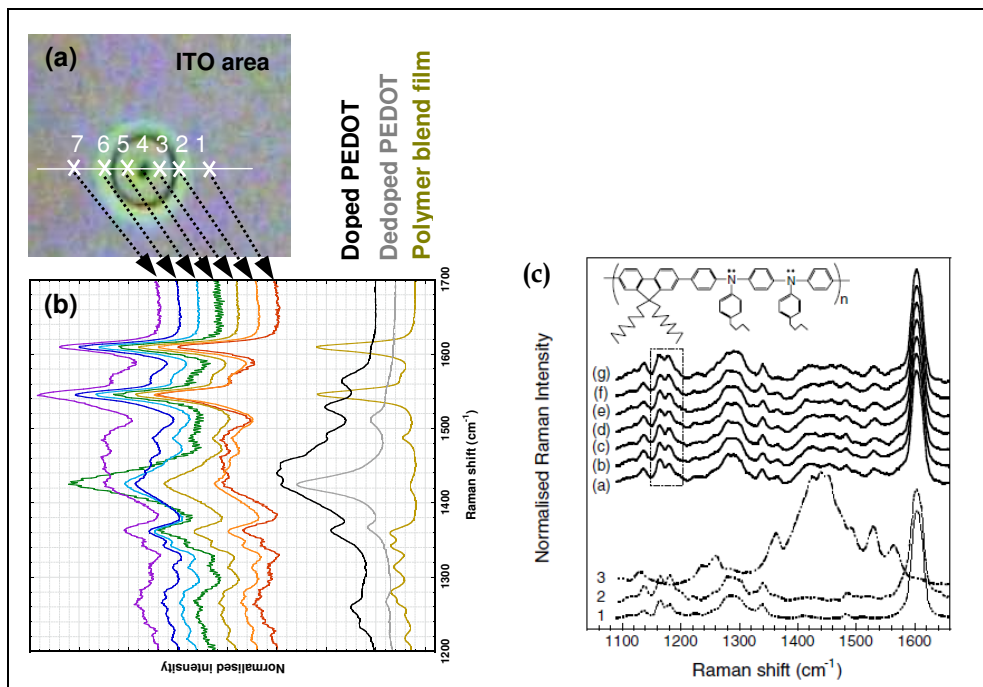 (a)
ITO area
7 6 5 4 3 2 1
Doped PEDOT
Dedoped PEDOT
Polymer blend film
(b)
1700
1600
1500
1400
1300
1200
Raman shift (cm⁻¹)
Normalised intensity
(c)
N N
n
Normalised Raman Intensity
(g)
(f)
(e)
(d)
(c)
(b)
(a)
3
2
1
1100 1200 1300 1400 1500 1600
Raman shift (cm⁻¹)